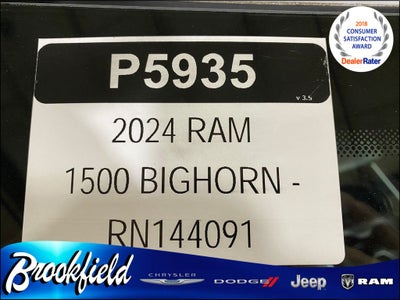 P5935
v 3.5
2024 RAM
1500 BIGHORN -
RN144091
2018
CONSUMER
SATISFACTION
AWARD
DealerRater
Brookfield
CHRYSLER
DODGE
Jeep
RAM